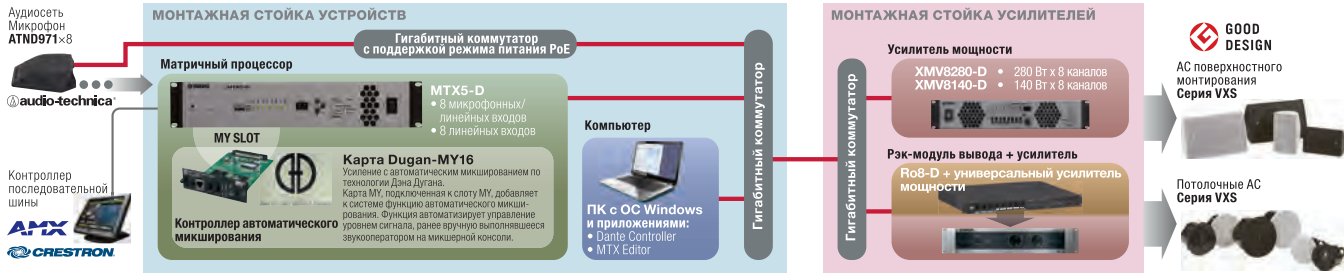 Аудиосеть
Микрофон
ATND971×8
audio-technica
Контроллер
последовательной
шины
AMX
CRESTRON
МОНТАЖНАЯ СТОЙКА УСТРОЙСТВ
Гигабитный коммутатор
с поддержкой режима питания PoE
Матричный процессор
MTX5-D
• 8 микрофонных/
линейных входов
• 8 линейных входов
MY SLOT
Карта Dugan-MY16
Усиление с автоматическим микшированием по
технологии Дэна Дугана.
Карта MY, подключенная к слоту MY, добавляет
к системе функцию автоматического микши-
рования. Функция автоматизирует управление
уровнем сигнала, ранее вручную выполнявшееся
звукооператором на микшерной консоли.
Контроллер автоматического
микширования
Компьютер
ПК с ОС Windows
и приложениями:
• Dante Controller
• MTX Editor
Гигабитный коммутатор
МОНТАЖНАЯ СТОЙКА УСИЛИТЕЛЕЙ
Гигабитный коммутатор
Усилитель мощности
XMV8280-D • 280 Вт x 8 каналов
XMV8140-D • 140 Вт x 8 каналов
Рэк-модуль вывода + усилитель
Ro8-D + универсальный усилитель
мощности
GOOD
DESIGN
АС поверхностного
монтирования
Серия VXS
Потолочные АС
Серия VXS